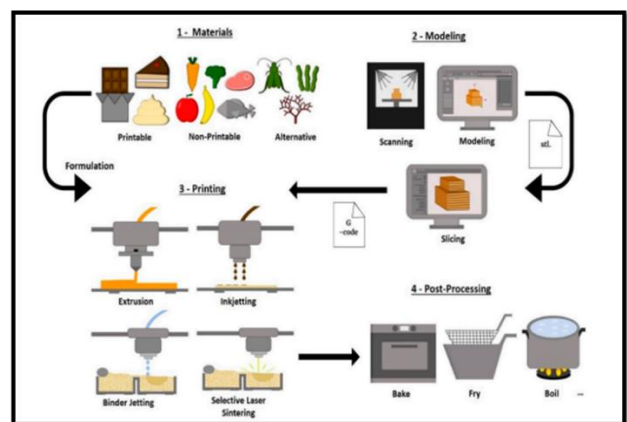 1 - Materials
Printable
Non-Printable
Alternative
Formulation
2 - Modeling
Scanning
Modeling
stl.
Slicing
G
-code
3 - Printing
Extrusion
Inkjetting
Binder Jetting
Selective Laser
Sintering
4 - Post-Processing
Bake
Fry
Boil
...